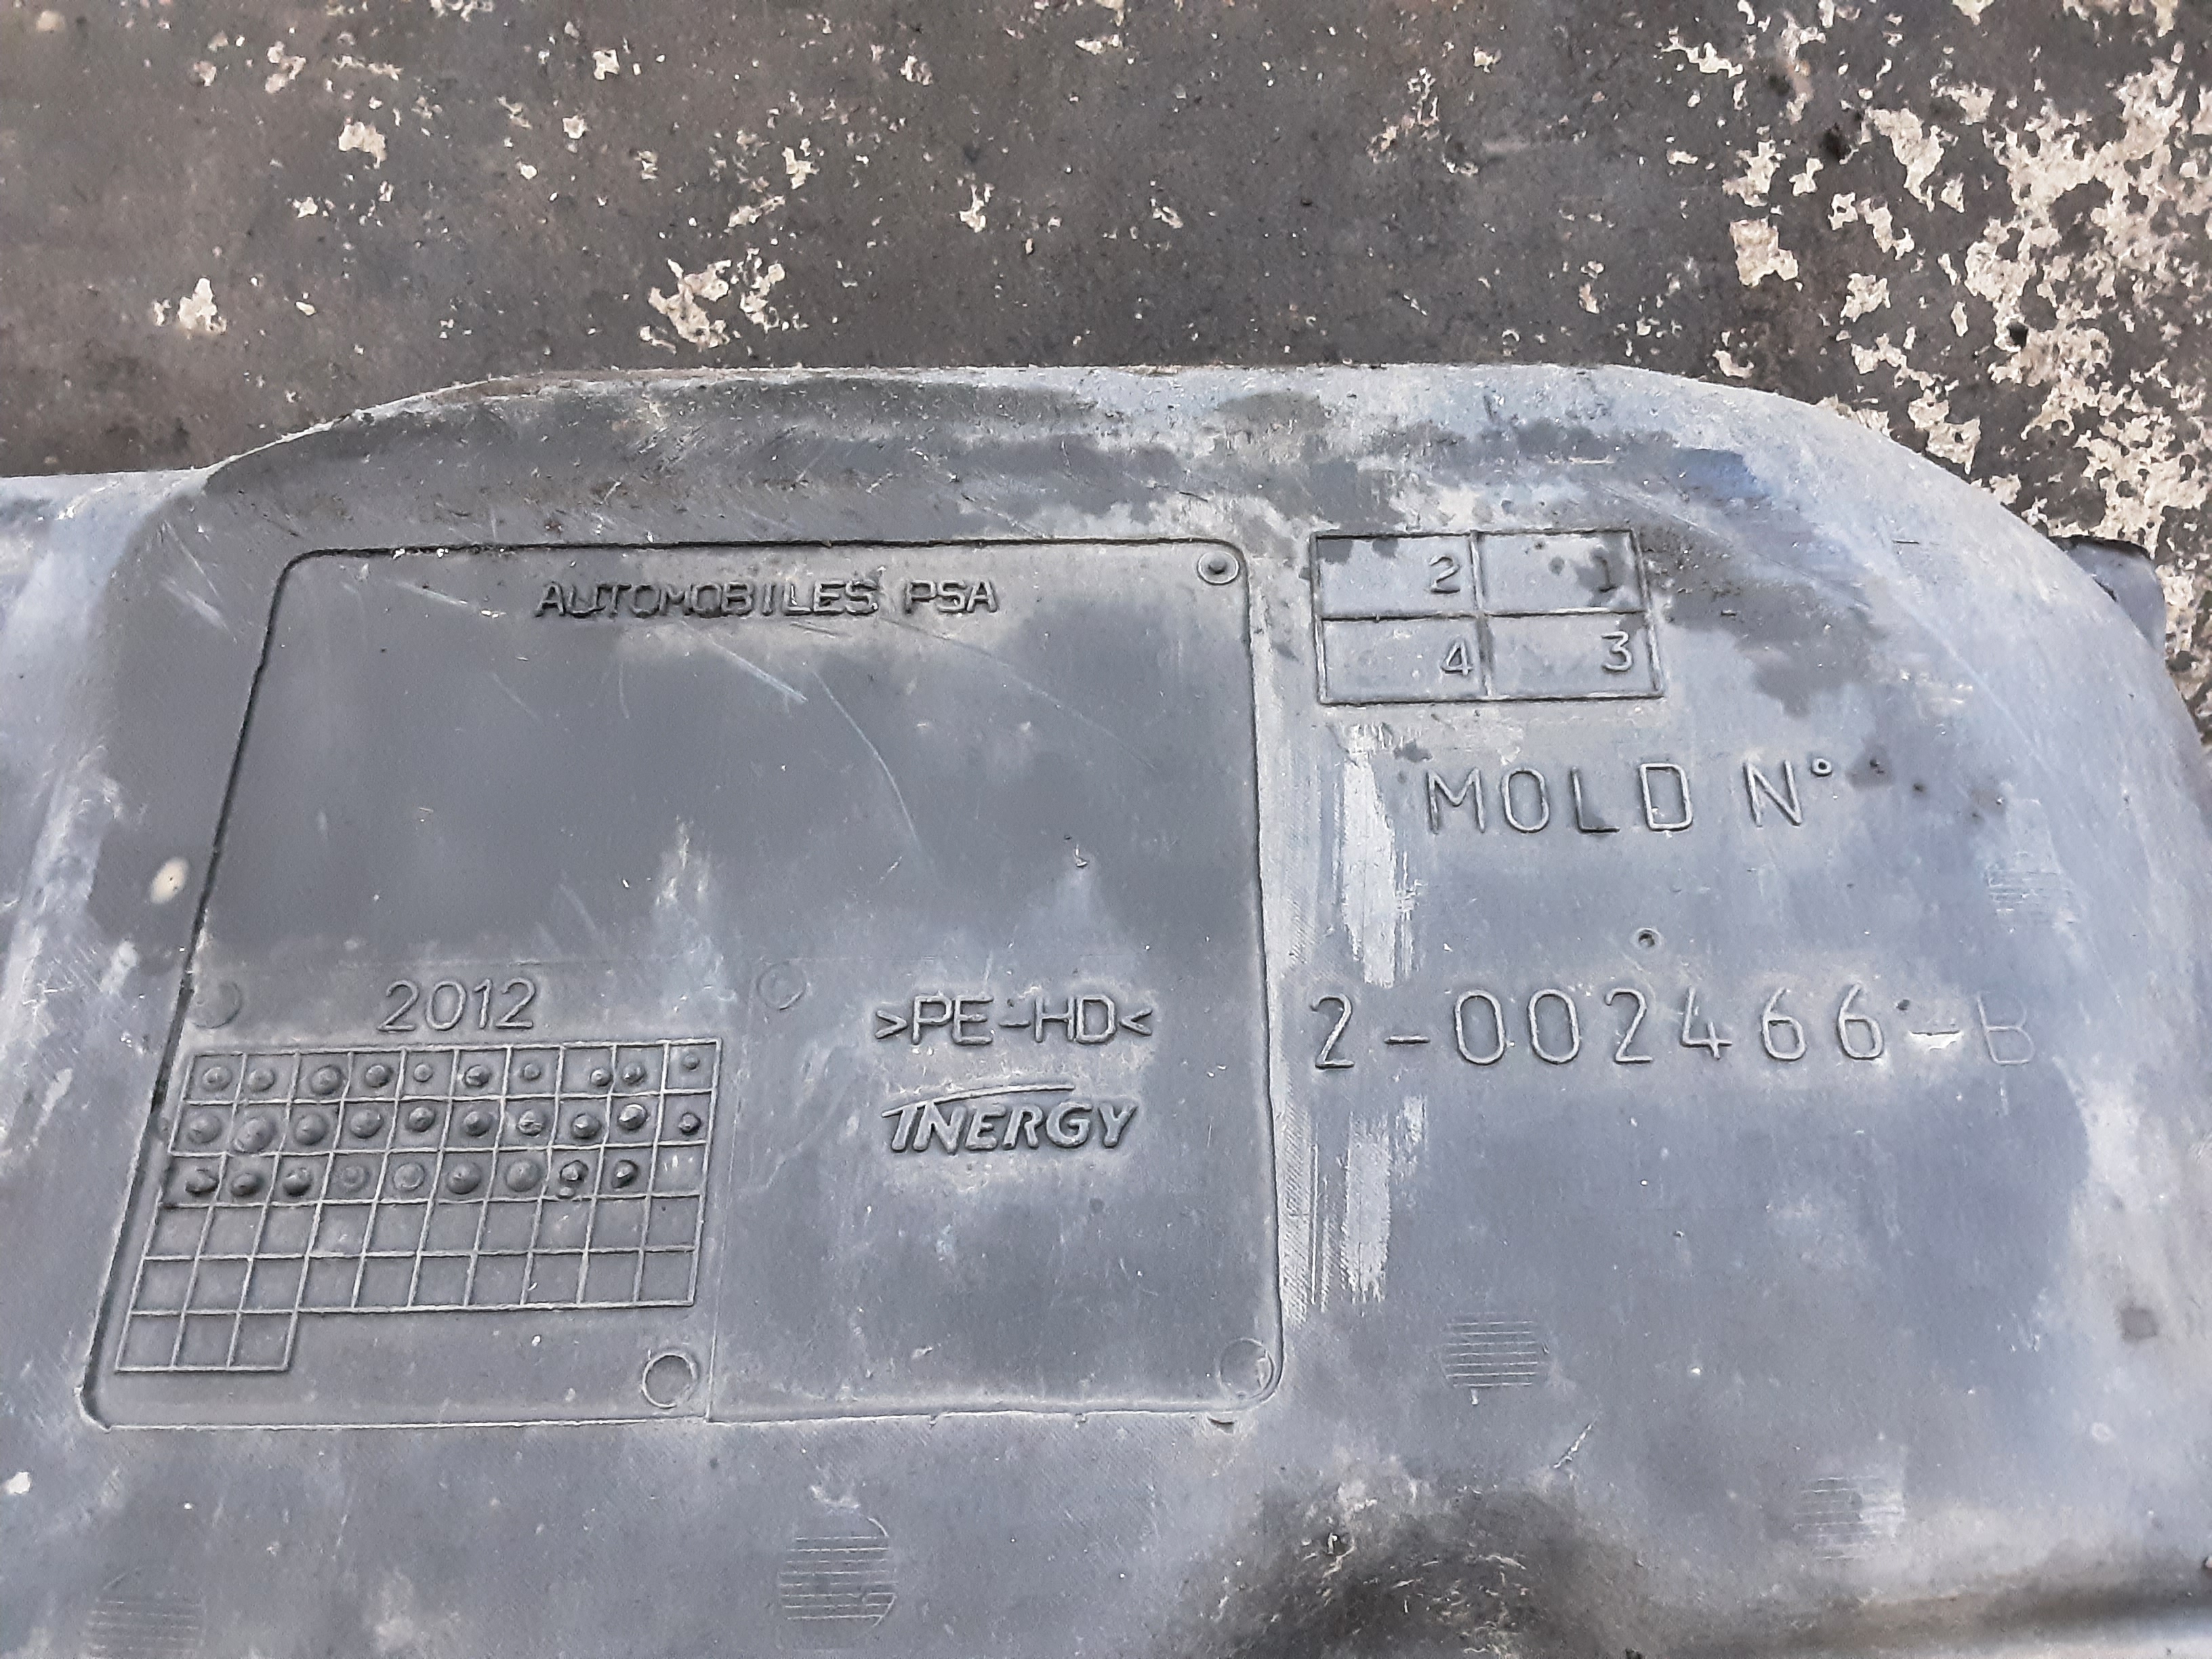 AUTOMOBILES PSA
2 1
4 3
MOLD N°
2-002466-B
2012
>PE-HD<
INERGY